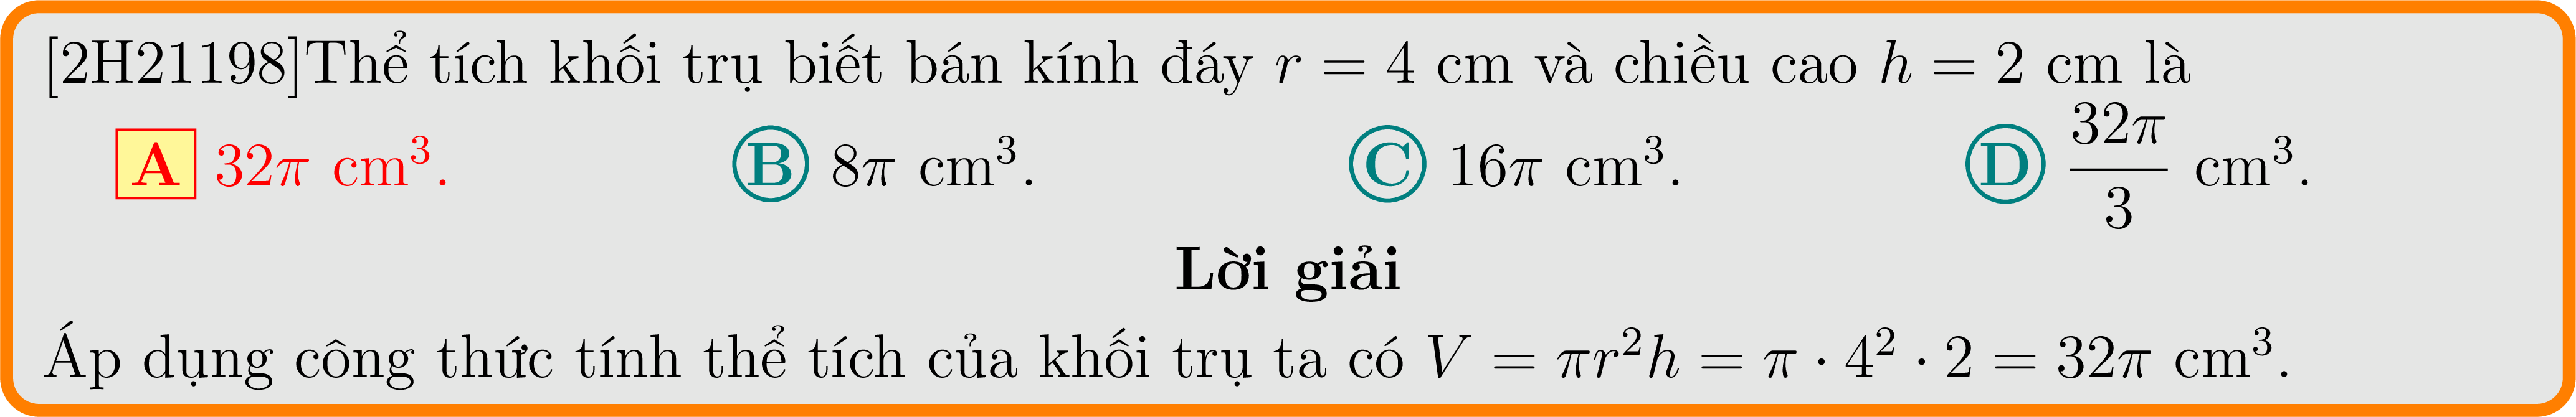 [2H21198]Thể tích khối trụ biết bán kính đáy r = 4 cm và chiều cao h = 2 cm là
A 32π cm³. B 8π cm³. C 16π cm³. D 32π/3 cm³.
Lời giải
Áp dụng công thức tính thể tích của khối trụ ta có V = πr²h = π · 4² · 2 = 32π cm³.